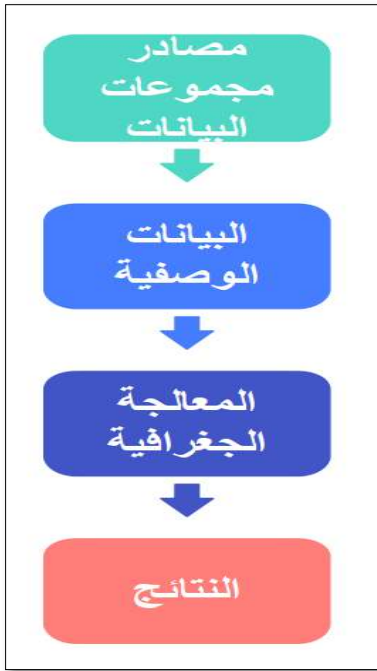 مصادر
مجموعات
البيانات
البيانات
الوصفية
المعالجة
الجغرافية
النتائج